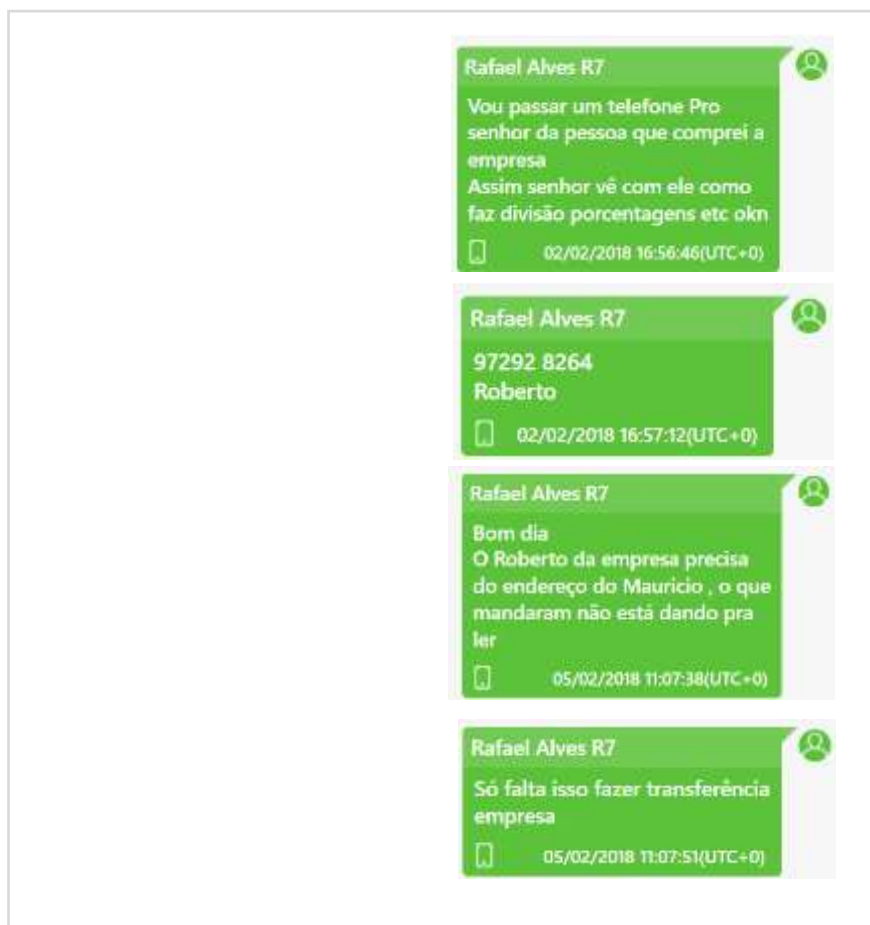 Rafael Alves R7
Vou passar um telefone Pro
senhor da pessoa que comprei a
empresa
Assim senhor vê com ele como
faz divisão porcentagens etc okn
02/02/2018 16:56:46(UTC+0)
Rafael Alves R7
97292 8264
Roberto
02/02/2018 16:57:12(UTC+0)
Rafael Alves R7
Bom dia
O Roberto da empresa precisa
do endereço do Mauricio , o que
mandaram não está dando pra
ler
05/02/2018 11:07:38(UTC+0)
Rafael Alves R7
Só falta isso fazer transferência
empresa
05/02/2018 11:07:51(UTC+0)